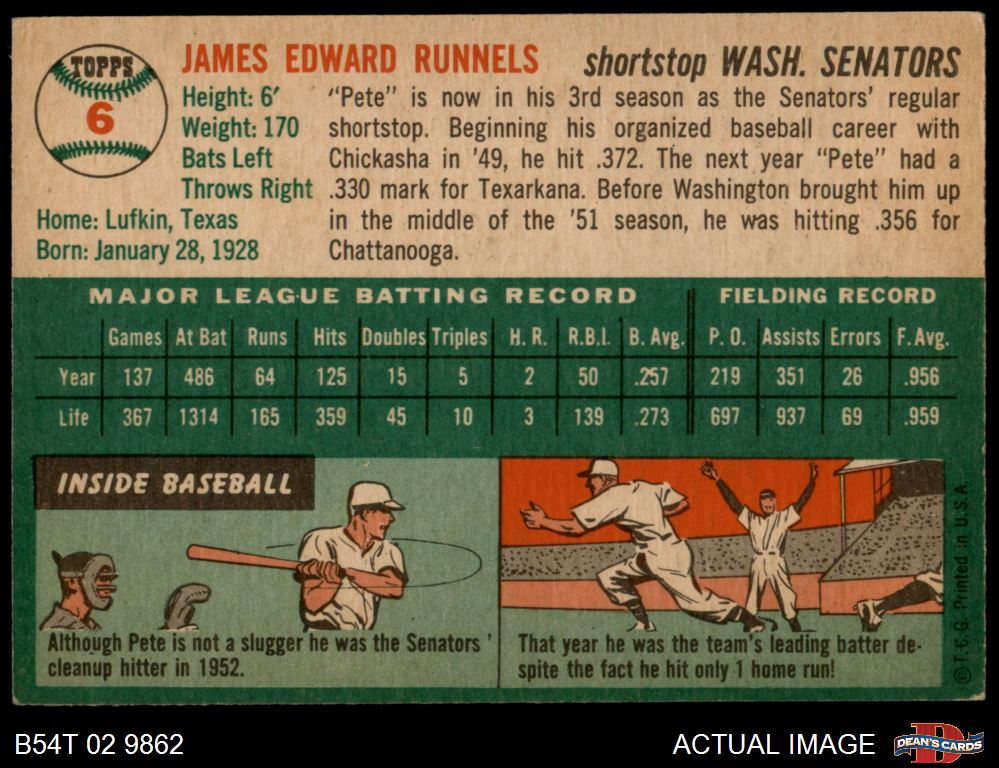 TOPPS
6
JAMES EDWARD RUNNELS
shortstop WASH. SENATORS
Height: 6′
Weight: 170
Bats Left
Throws Right
Home: Lufkin, Texas
Born: January 28, 1928
"Pete" is now in his 3rd season as the Senators' regular
shortstop. Beginning his organized baseball career with
Chickasha in '49, he hit .372. The next year "Pete" had a
.330 mark for Texarkana. Before Washington brought him up
in the middle of the '51 season, he was hitting .356 for
Chattanooga.
MAJOR LEAGUE BATTING RECORD FIELDING RECORD
Games At Bat Runs Hits Doubles Triples H. R. R.B.I. B. Avg. P. O. Assists Errors F. Avg.
Year 137 486 64 125 15 5 2 50 .257 219 351 26 .956
Life 367 1314 165 359 45 10 3 139 .273 697 937 69 .959
INSIDE BASEBALL
Although Pete is not a slugger he was the Senators'
cleanup hitter in 1952.
That year he was the team's leading batter de-
spite the fact he hit only 1 home run!
©T.C.G. Printed in U.S.A.
B54T 02 9862
ACTUAL IMAGE
D
DEAN'S CARDS